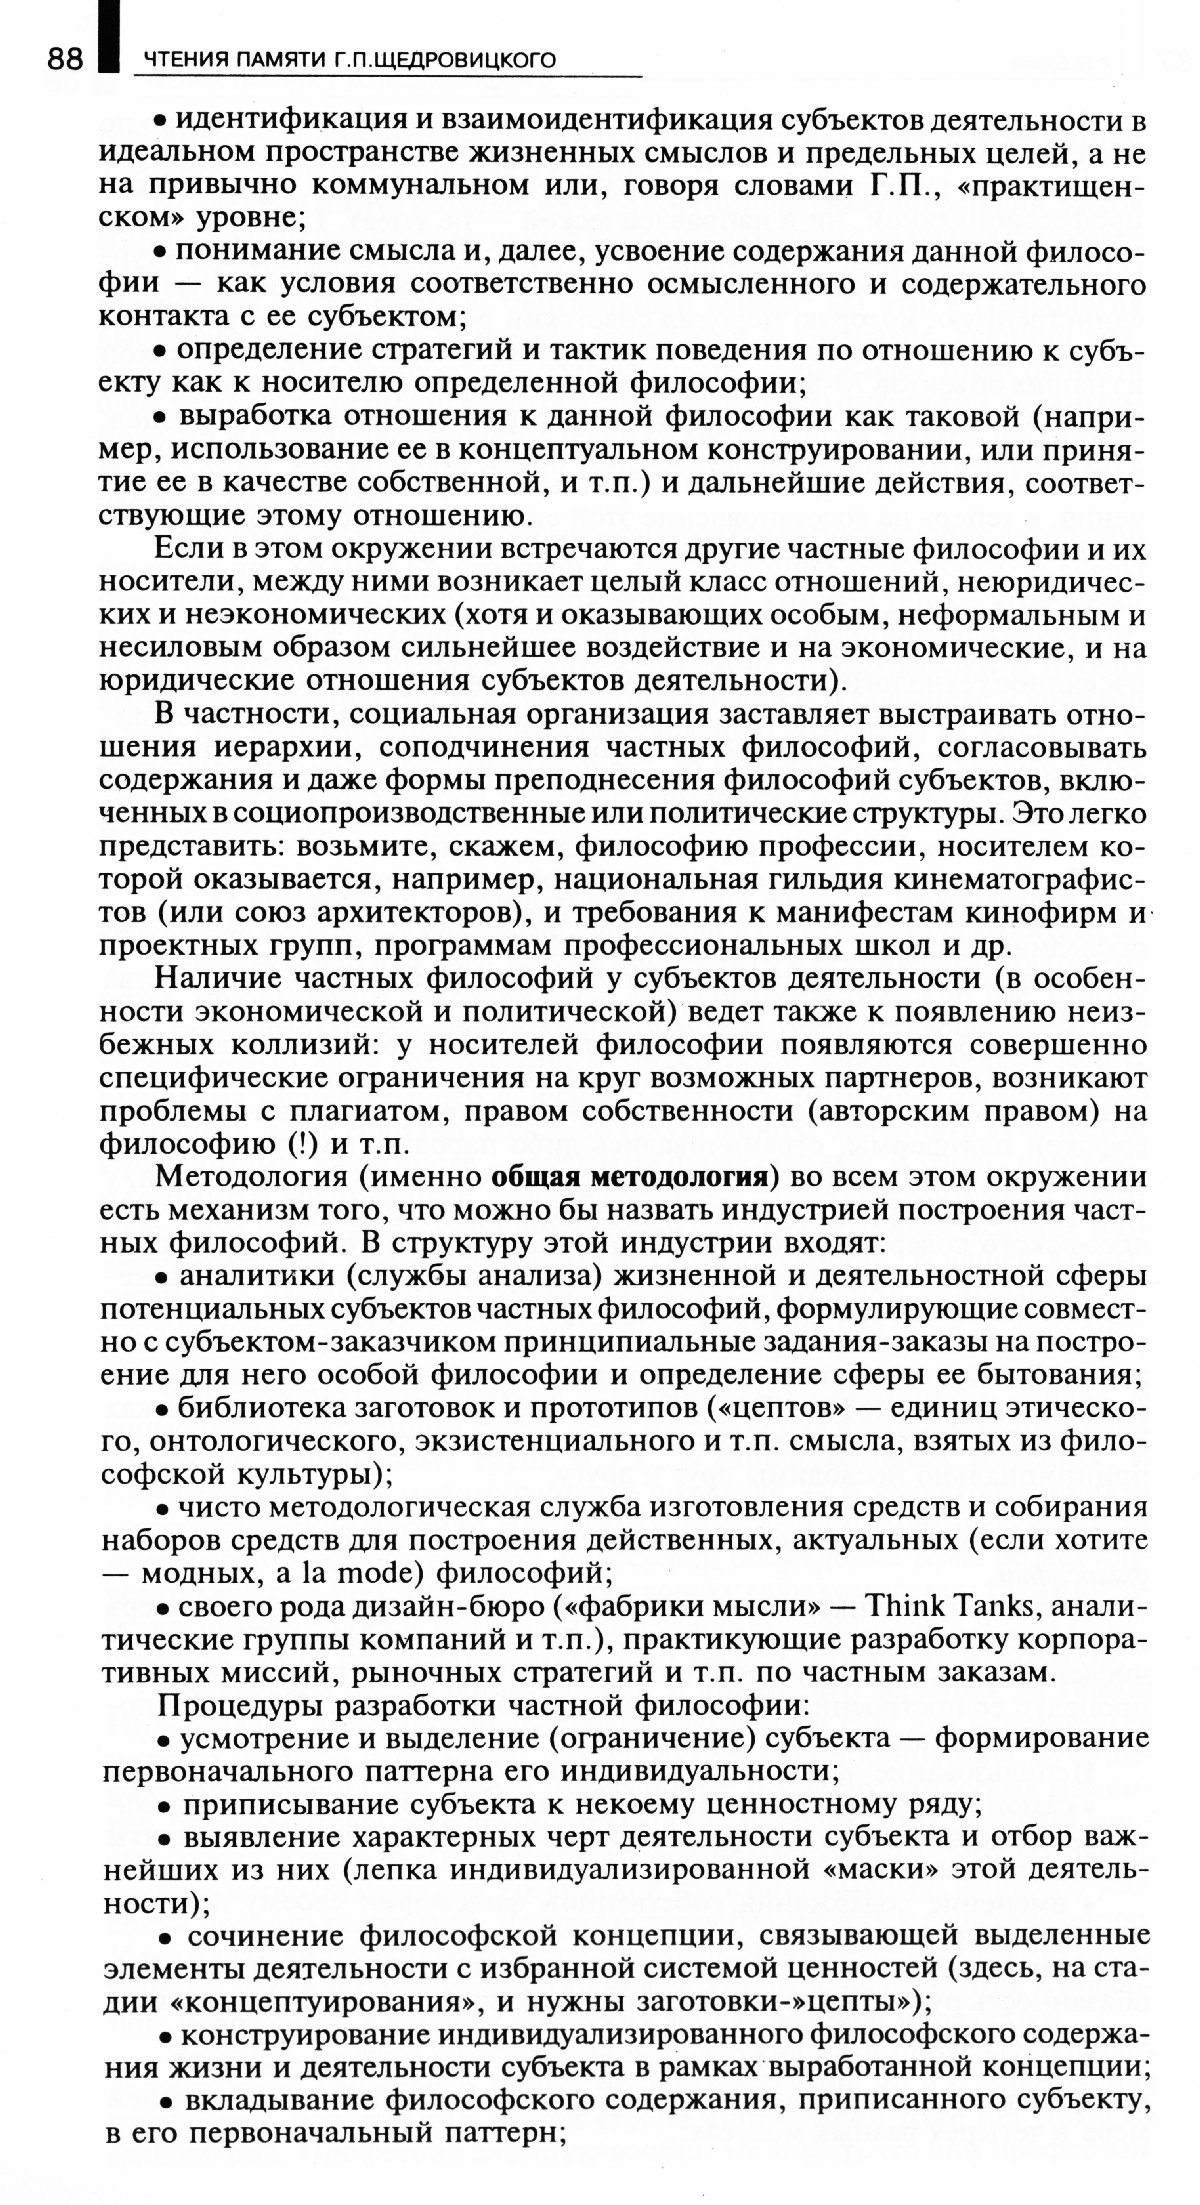 88 ЧТЕНИЯ ПАМЯТИ Г.П.ЩЕДРОВИЦКОГО
• идентификация и взаимоидентификация субъектов деятельности в
идеальном пространстве жизненных смыслов и предельных целей, а не
на привычно коммунальном или, говоря словами Г.П., «практищен-
ском» уровне;
• понимание смысла и, далее, усвоение содержания данной филосо-
фии — как условия соответственно осмысленного и содержательного
контакта с ее субъектом;
• определение стратегий и тактик поведения по отношению к субъ-
екту как к носителю определенной философии;
• выработка отношения к данной философии как таковой (напри-
мер, использование ее в концептуальном конструировании, или приня-
тие ее в качестве собственной, и т.п.) и дальнейшие действия, соответ-
ствующие этому отношению.
Если в этом окружении встречаются другие частные философии и их
носители, между ними возникает целый класс отношений, неюридичес-
ких и неэкономических (хотя и оказывающих особым, неформальным и
несиловым образом сильнейшее воздействие и на экономические, и на
юридические отношения субъектов деятельности).
В частности, социальная организация заставляет выстраивать отно-
шения иерархии, соподчинения частных философий, согласовывать
содержания и даже формы преподнесения философий субъектов, вклю-
ченных в социопроизводственные или политические структуры. Это легко
представить: возьмите, скажем, философию профессии, носителем ко-
торой оказывается, например, национальная гильдия кинематографис-
тов (или союз архитекторов), и требования к манифестам кинофирм и
проектных групп, программам профессиональных школ и др.
Наличие частных философий у субъектов деятельности (в особен-
ности экономической и политической) ведет также к появлению неиз-
бежных коллизий: у носителей философии появляются совершенно
специфические ограничения на круг возможных партнеров, возникают
проблемы с плагиатом, правом собственности (авторским правом) на
философию (!) и т.п.
Методология (именно общая методология) во всем этом окружении
есть механизм того, что можно бы назвать индустрией построения част-
ных философий. В структуру этой индустрии входят:
• аналитики (службы анализа) жизненной и деятельностной сферы
потенциальных субъектов частных философий, формулирующие совмест-
но с субъектом-заказчиком принципиальные задания-заказы на постро-
ение для него особой философии и определение сферы ее бытования;
• библиотека заготовок и прототипов («цептов» — единиц этическо-
го, онтологического, экзистенциального и т.п. смысла, взятых из фило-
софской культуры);
• чисто методологическая служба изготовления средств и собирания
наборов средств для построения действенных, актуальных (если хотите
— модных, a la mode) философий;
• своего рода дизайн-бюро («фабрики мысли» — Think Tanks, анали-
тические группы компаний и т.п.), практикующие разработку корпора-
тивных миссий, рыночных стратегий и т.п. по частным заказам.
Процедуры разработки частной философии:
• усмотрение и выделение (ограничение) субъекта — формирование
первоначального паттерна его индивидуальности;
• приписывание субъекта к некоему ценностному ряду;
• выявление характерных черт деятельности субъекта и отбор важ-
нейших из них (лепка индивидуализированной «маски» этой деятель-
ности);
• сочинение философской концепции, связывающей выделенные
элементы деятельности с избранной системой ценностей (здесь, на ста-
дии «концептуирования», и нужны заготовки-»цепты»);
• конструирование индивидуализированного философского содержа-
ния жизни и деятельности субъекта в рамках выработанной концепции;
• вкладывание философского содержания, приписанного субъекту,
в его первоначальный паттерн;